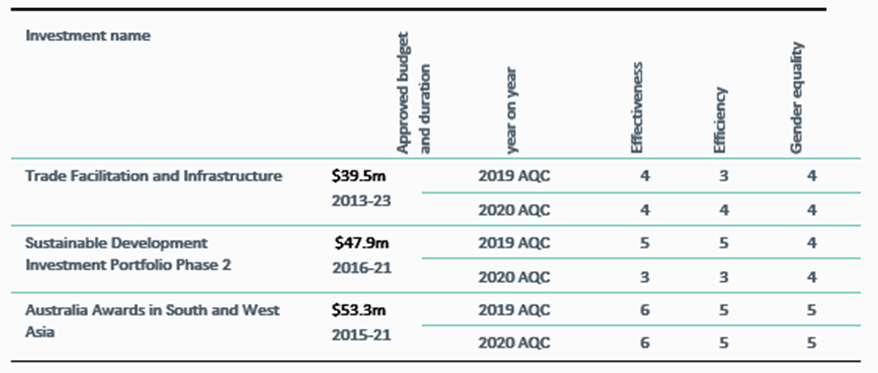 Investment name
Approved budget
and duration
year on year
Effectiveness
Efficiency
Gender equality
Trade Facilitation and Infrastructure $39.5m 2019 AQC 4 3 4
2013-23
2020 AQC 4 4 4
Sustainable Development $47.9m 2019 AQC 5 5 4
Investment Portfolio Phase 2 2016-21
2020 AQC 3 3 4
Australia Awards in South and West $53.3m 2019 AQC 6 5 5
Asia 2015-21
2020 AQC 6 5 5